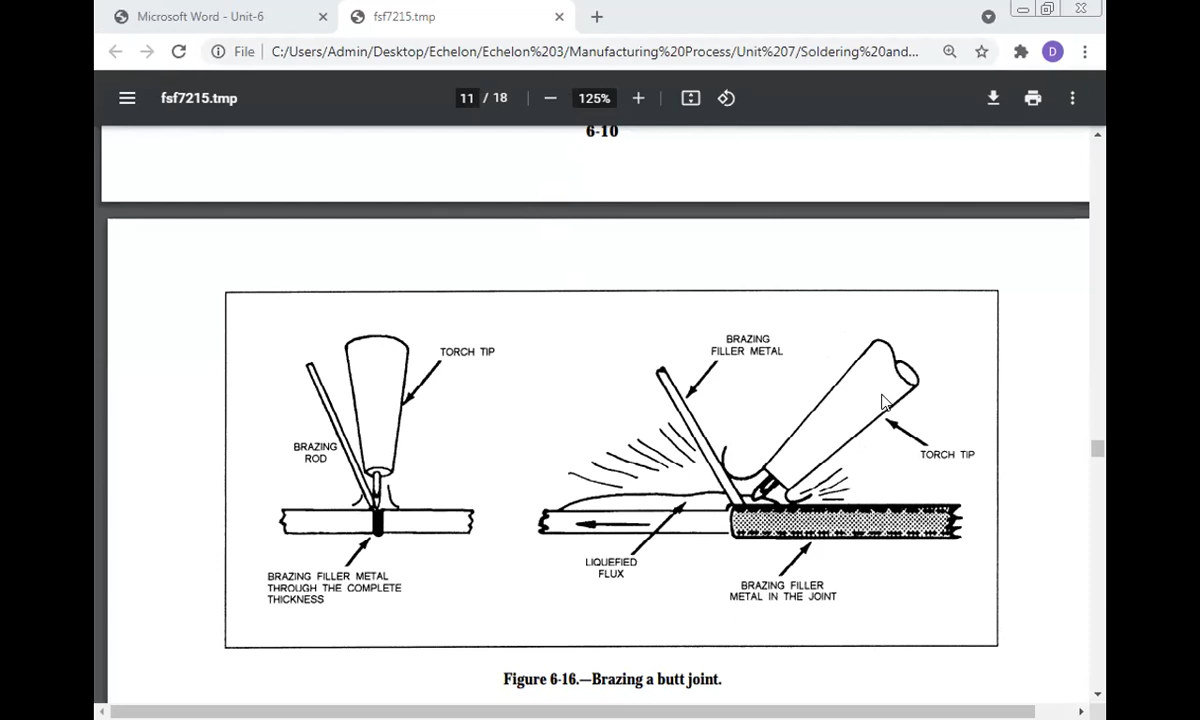 Microsoft Word - Unit-6
fsf7215.tmp
File
C:/Users/Admin/Desktop/Echelon/Echelon%203/Manufacturing%20Process/Unit%207/Soldering%20and...
D
fsf7215.tmp
11 / 18
125%
6-10
TORCH TIP
BRAZING
ROD
BRAZING FILLER METAL
THROUGH THE COMPLETE
THICKNESS
BRAZING
FILLER METAL
TORCH TIP
LIQUEFIED
FLUX
BRAZING FILLER
METAL IN THE JOINT
Figure 6-16.—Brazing a butt joint.